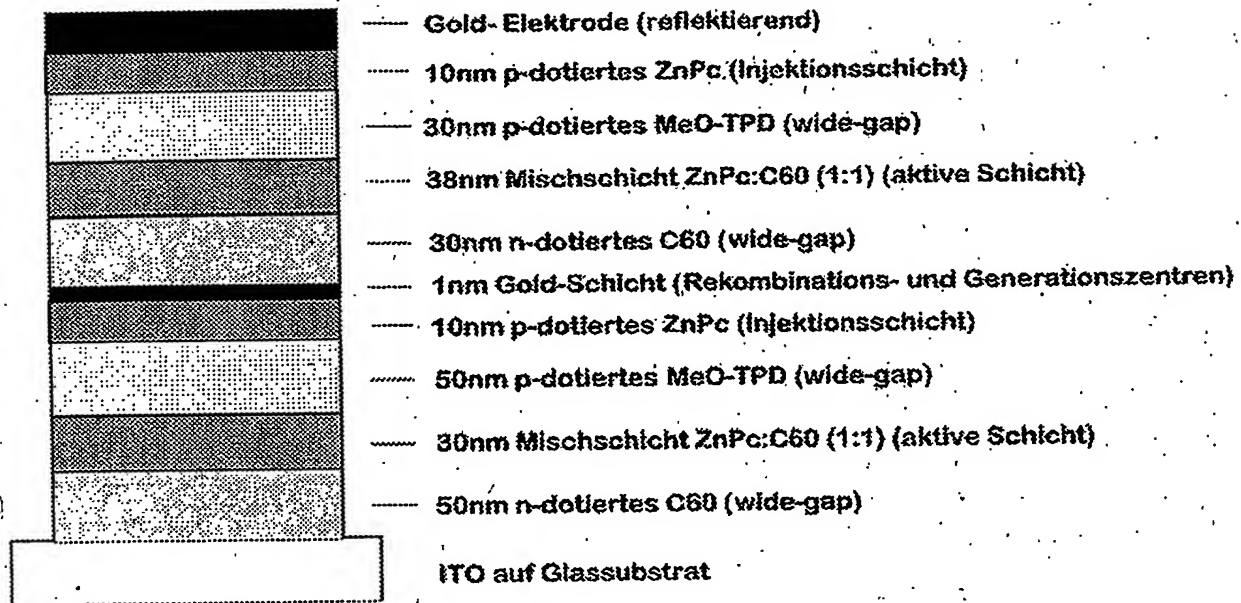 Gold-Elektrode (reflektierend)
10nm p-dotiertes ZnPc (Injektionsschicht)
30nm p-dotiertes MeO-TPD (wide-gap)
38nm Mischschicht ZnPc:C60 (1:1) (aktive Schicht)
30nm n-dotiertes C60 (wide-gap)
1nm Gold-Schicht (Rekombinations- und Generationszentren)
10nm p-dotiertes ZnPc (Injektionsschicht)
50nm p-dotiertes MeO-TPD (wide-gap)
30nm Mischschicht ZnPc:C60 (1:1) (aktive Schicht)
50nm n-dotiertes C60 (wide-gap)
ITO auf Glassubstrat